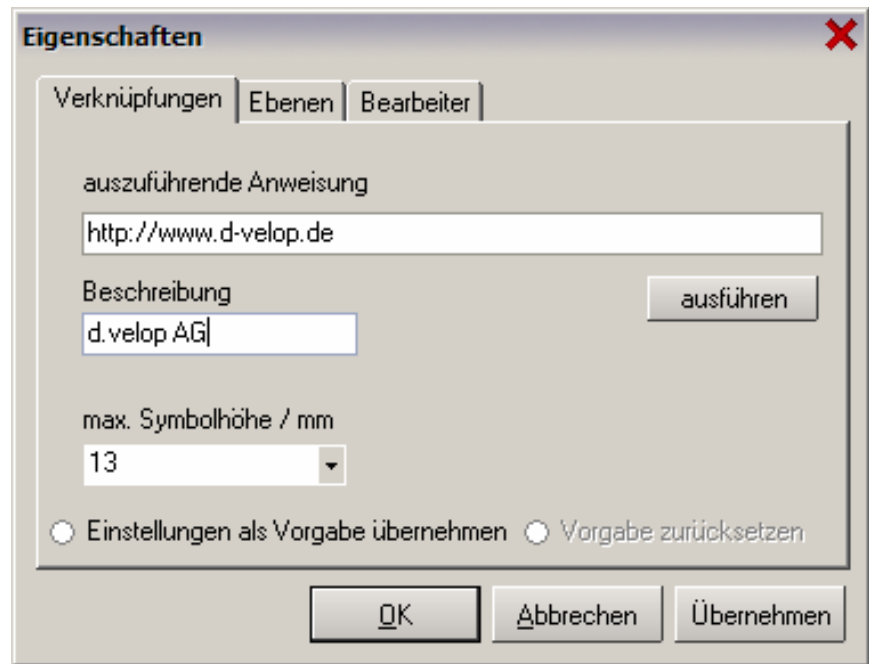 Eigenschaften
Verknüpfungen Ebenen Bearbeiter
auszuführende Anweisung
http://www.d-velop.de
Beschreibung
ausführen
d.velop AG
max. Symbolhöhe / mm
13
Einstellungen als Vorgabe übernehmen Vorgabe zurücksetzen
OK Abbrechen Übernehmen